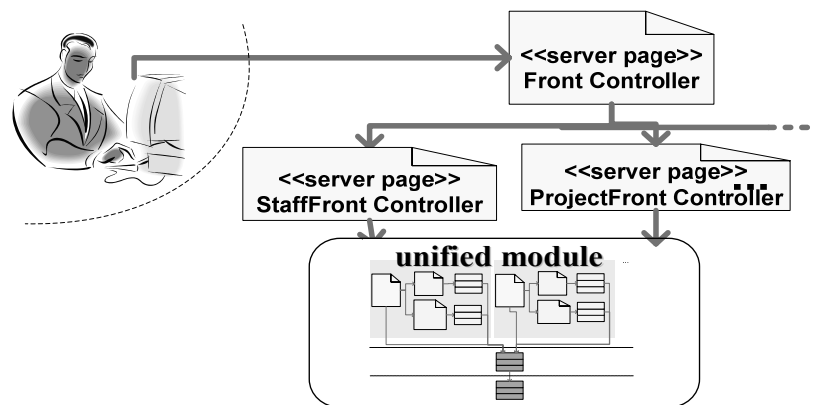 <<server page>>
Front Controller
<<server page>>
StaffFront Controller
<<server page>>
ProjectFront Controller
...
unified module
...